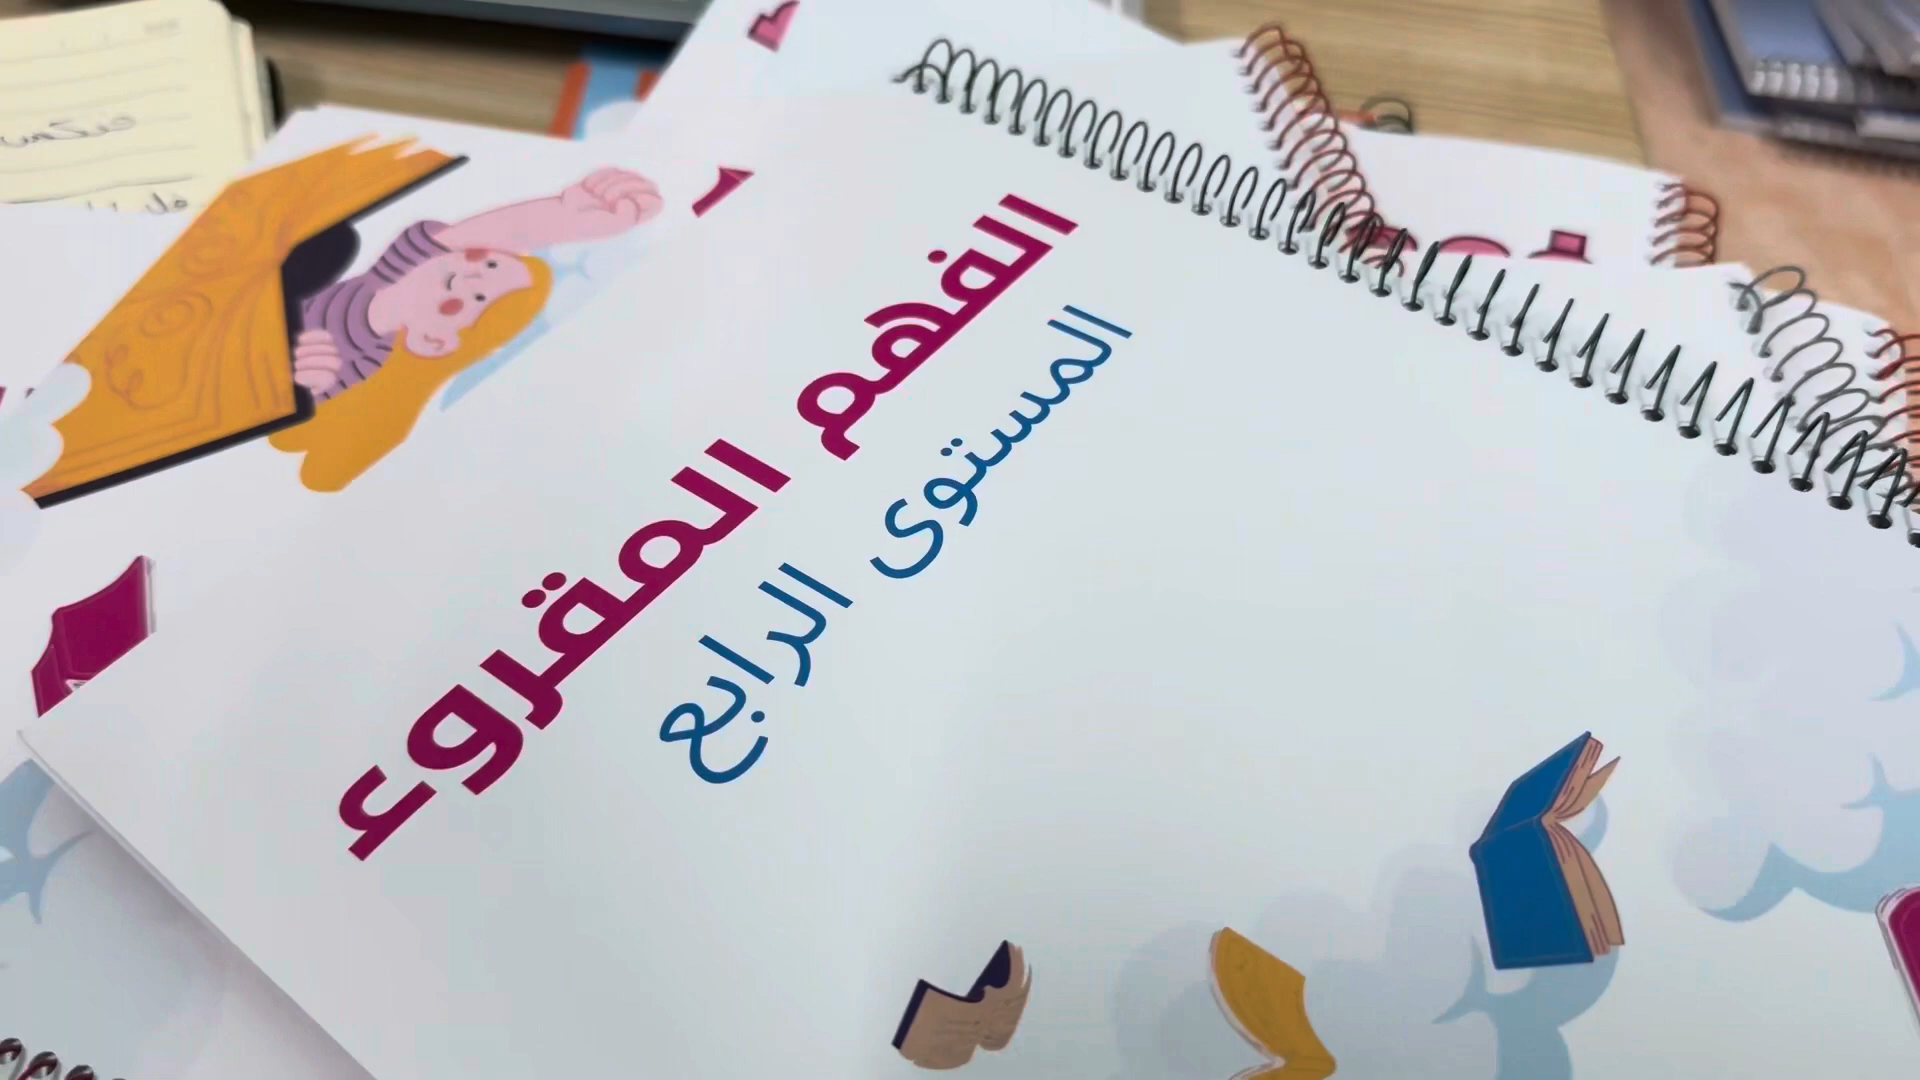 الفهم المقروء
المستوى الرابع